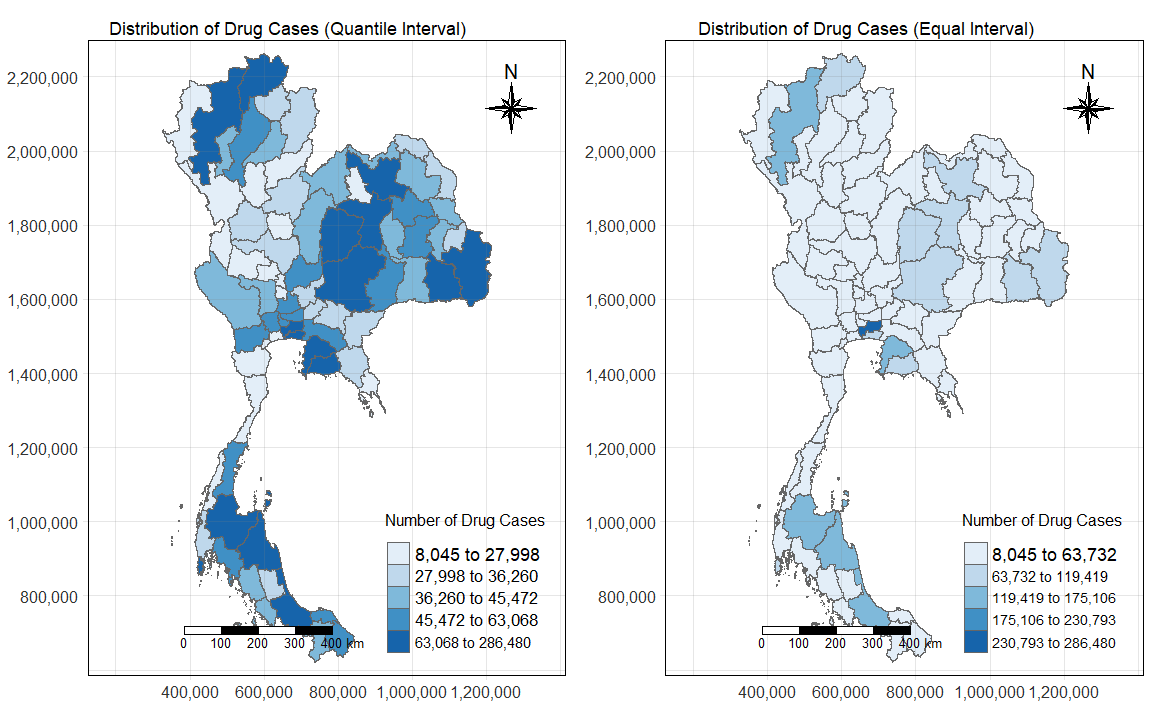 Distribution of Drug Cases (Quantile Interval)
N
2,200,000
2,000,000
1,800,000
1,600,000
1,400,000
1,200,000
1,000,000
800,000
Number of Drug Cases
8,045 to 27,998
27,998 to 36,260
36,260 to 45,472
45,472 to 63,068
63,068 to 286,480
0 100 200 300 400 km
400,000 600,000 800,000 1,000,000 1,200,000
Distribution of Drug Cases (Equal Interval)
N
2,200,000
2,000,000
1,800,000
1,600,000
1,400,000
1,200,000
1,000,000
800,000
Number of Drug Cases
8,045 to 63,732
63,732 to 119,419
119,419 to 175,106
175,106 to 230,793
230,793 to 286,480
0 100 200 300 400 km
400,000 600,000 800,000 1,000,000 1,200,000